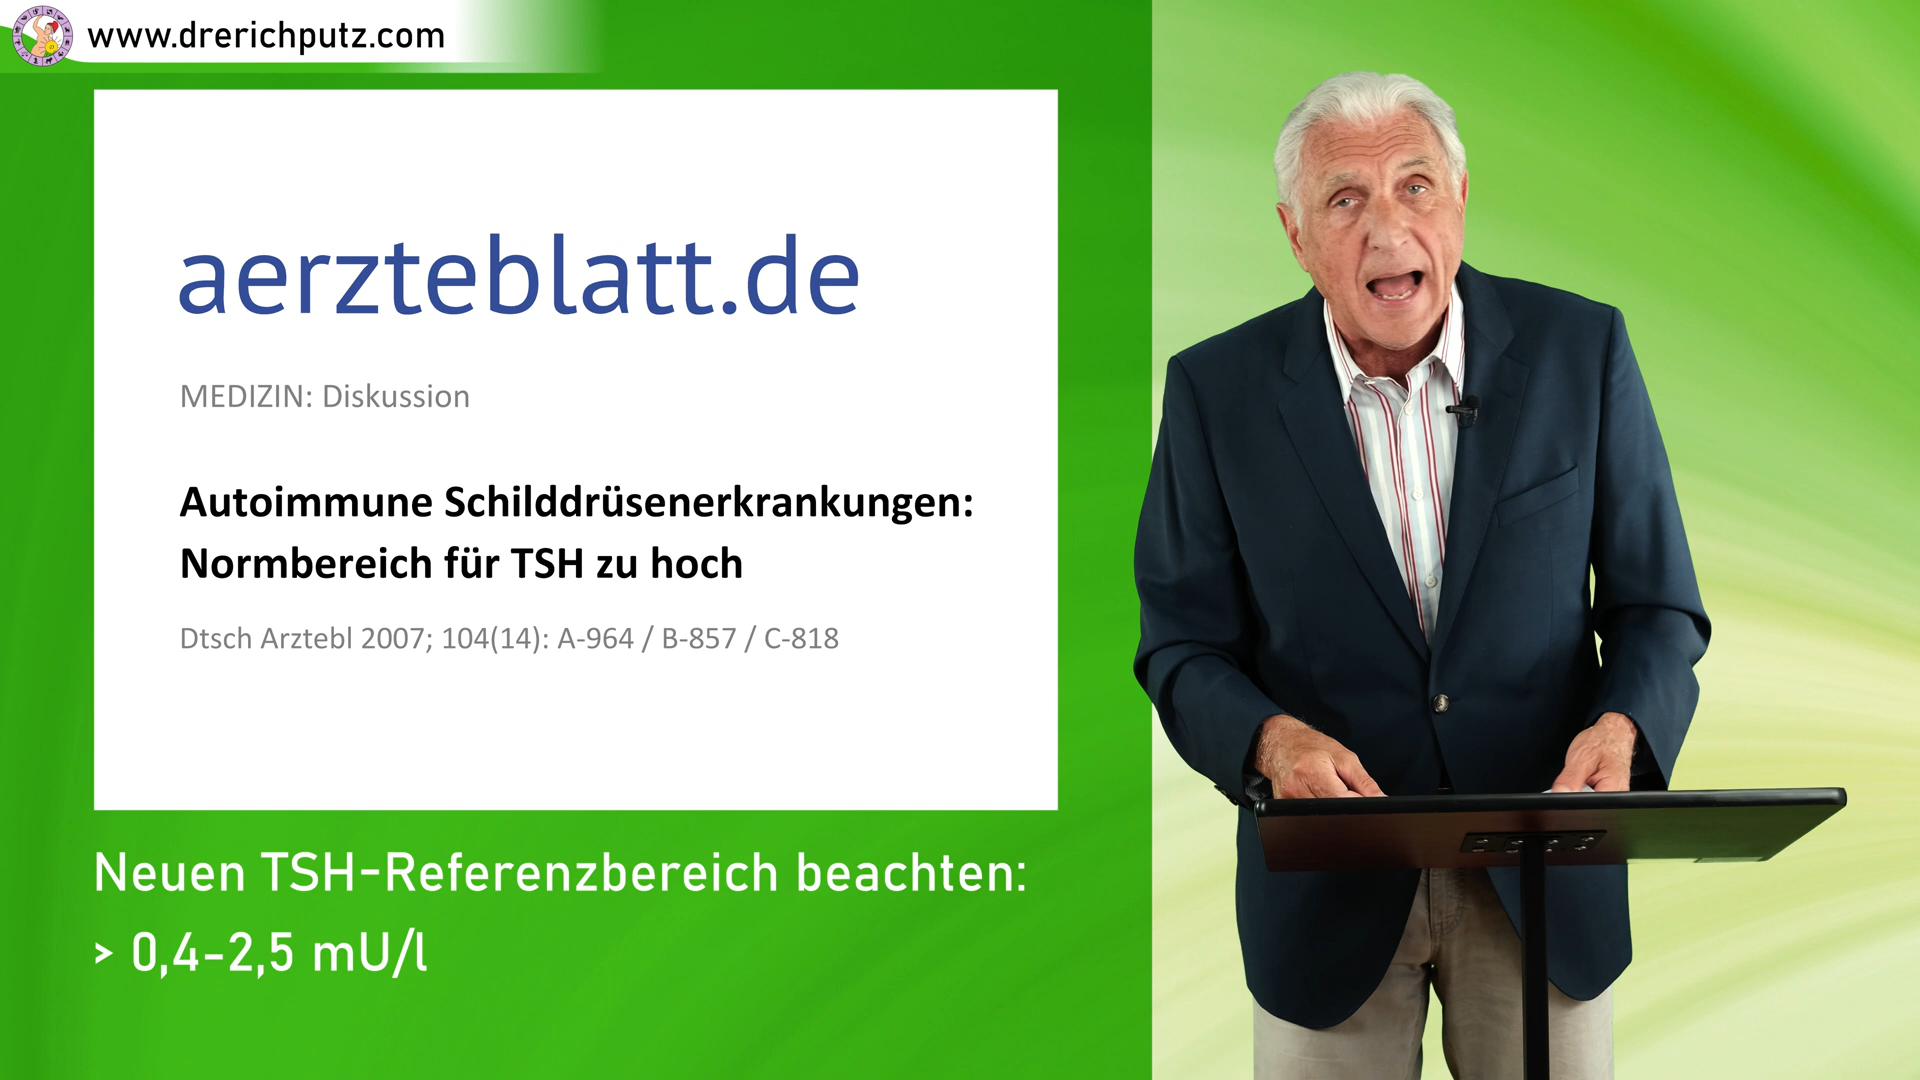 www.drerichputz.com
aerzteblatt.de
MEDIZIN: Diskussion
Autoimmune Schilddrüsenerkrankungen:
Normbereich für TSH zu hoch
Dtsch Arztebl 2007; 104(14): A-964 / B-857 / C-818
Neuen TSH-Referenzbereich beachten:
> 0,4-2,5 mU/l